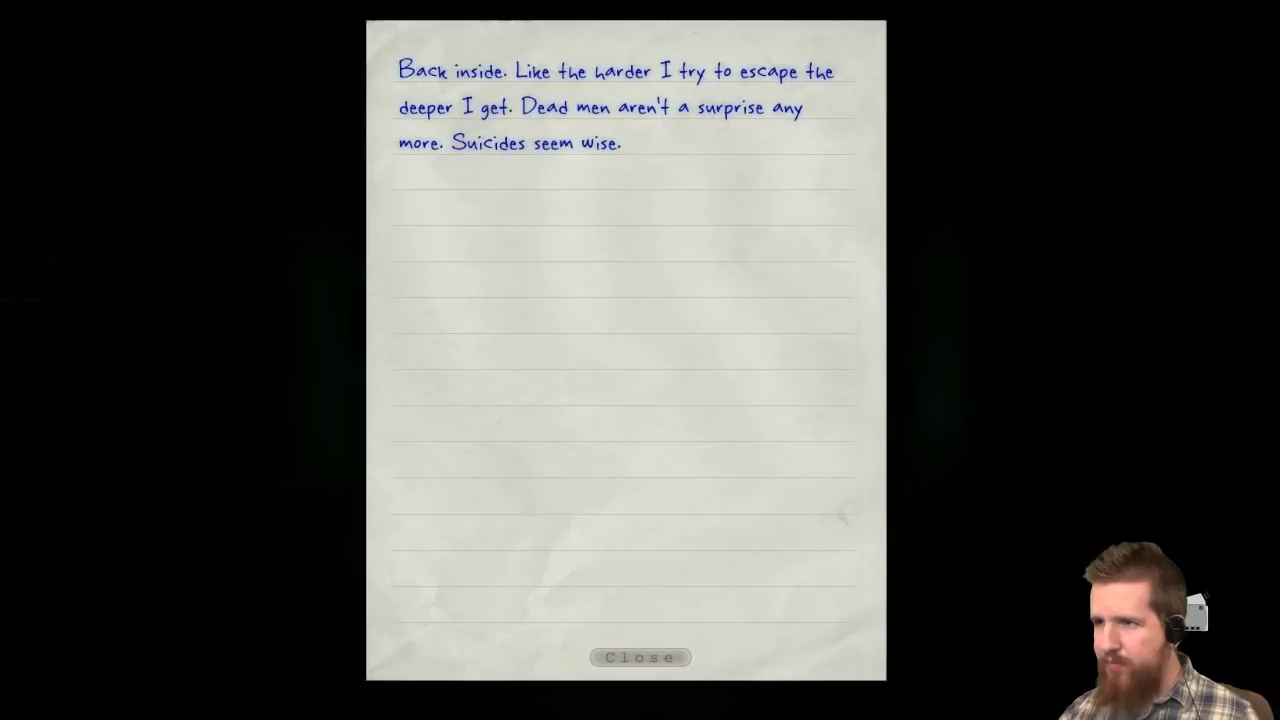 Back inside. Like the harder I try to escape the
deeper I get. Dead men aren't a surprise any
more. Suicides seem wise.
Close